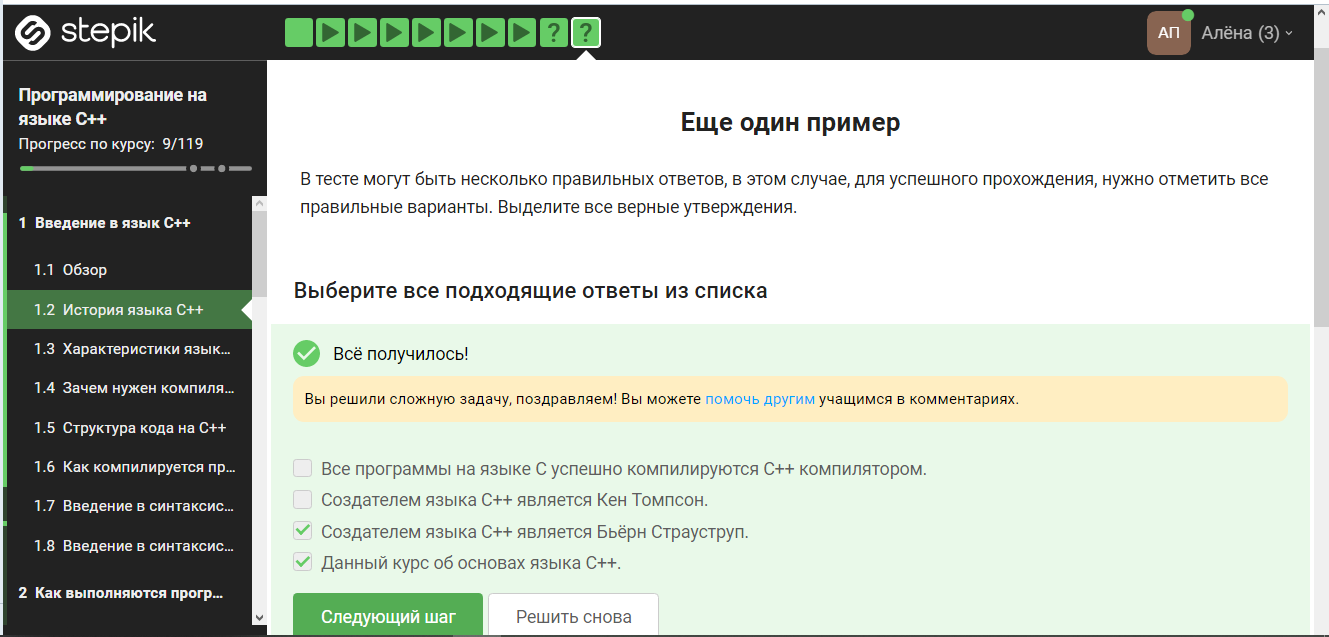 stepik
?
?
АП
Алёна (3)
Программирование на
языке C++
Прогресс по курсу: 9/119
1 Введение в язык C++
1.1 Обзор
1.2 История языка C++
1.3 Характеристики язык...
1.4 Зачем нужен компиля...
1.5 Структура кода на C++
1.6 Как компилируется пр...
1.7 Введение в синтаксис...
1.8 Введение в синтаксис...
2 Как выполняются прогр...
Еще один пример
В тесте могут быть несколько правильных ответов, в этом случае, для успешного прохождения, нужно отметить все
правильные варианты. Выделите все верные утверждения.
Выберите все подходящие ответы из списка
Всё получилось!
Вы решили сложную задачу, поздравляем! Вы можете помочь другим учащимся в комментариях.
Все программы на языке C успешно компилируются C++ компилятором.
Создателем языка C++ является Кен Томпсон.
Создателем языка C++ является Бьёрн Страуструп.
Данный курс об основах языка C++.
Следующий шаг
Решить снова